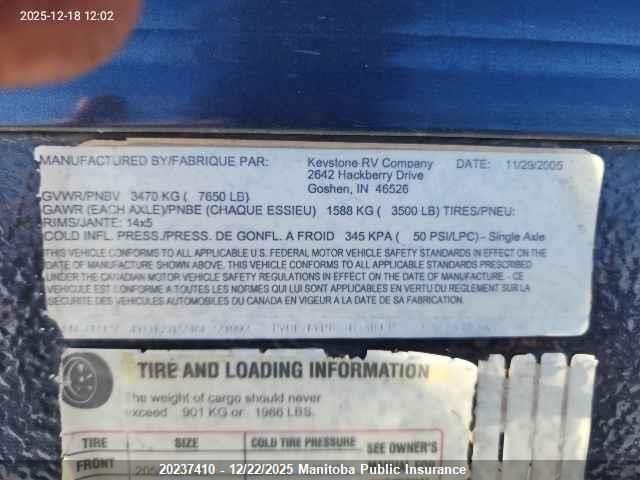 2025-12-18 12:02
MANUFACTURED BY/FABRIQUE PAR: Keystone RV Company DATE: 11/29/2005
2642 Hackberry Drive
Goshen, IN 46526
GVWR/PNBV 3470 KG ( 7650 LB)
GAWR (EACH AXLE)/PNBE (CHAQUE ESSIEU) 1588 KG ( 3500 LB) TIRES/PNEU:
RIMS/JANTE: 14x5
COLD INFL. PRESS./PRESS. DE GONFL. A FROID 345 KPA ( 50 PSI/LPC) - Single Axle
THIS VEHICLE CONFORMS TO ALL APPLICABLE U.S. FEDERAL MOTOR VEHICLE SAFETY STANDARDS IN EFFECT ON THE
DATE OF MANUFACTURE SHOWN ABOVE. THIS VEHICLE CONFORMS TO ALL APPLICABLE STANDARDS PRESCRIBED
UNDER THE CANADIAN MOTOR VEHICLE SAFETY REGULATIONS IN EFFECT ON THE DATE OF MANUFACTURE. - CE
VEHICULE EST CONFORME A TOUTES LES NORMES QUI LUI SONT APPLICABLES EN VERTU DU REGLEMENT SUR LA
SECURITE DES VEHICULES AUTOMOBILES DU CANADA EN VIGEUR A LA DATE DE SA FABRICATION.
TIRE AND LOADING INFORMATION
The weight of cargo should never
exceed 901 KG or 1986 LBS.
TIRE SIZE COLD TIRE PRESSURE SEE OWNER'S
FRONT 205 MANUAL FOR
20237410 - 12/22/2025 Manitoba Public Insurance